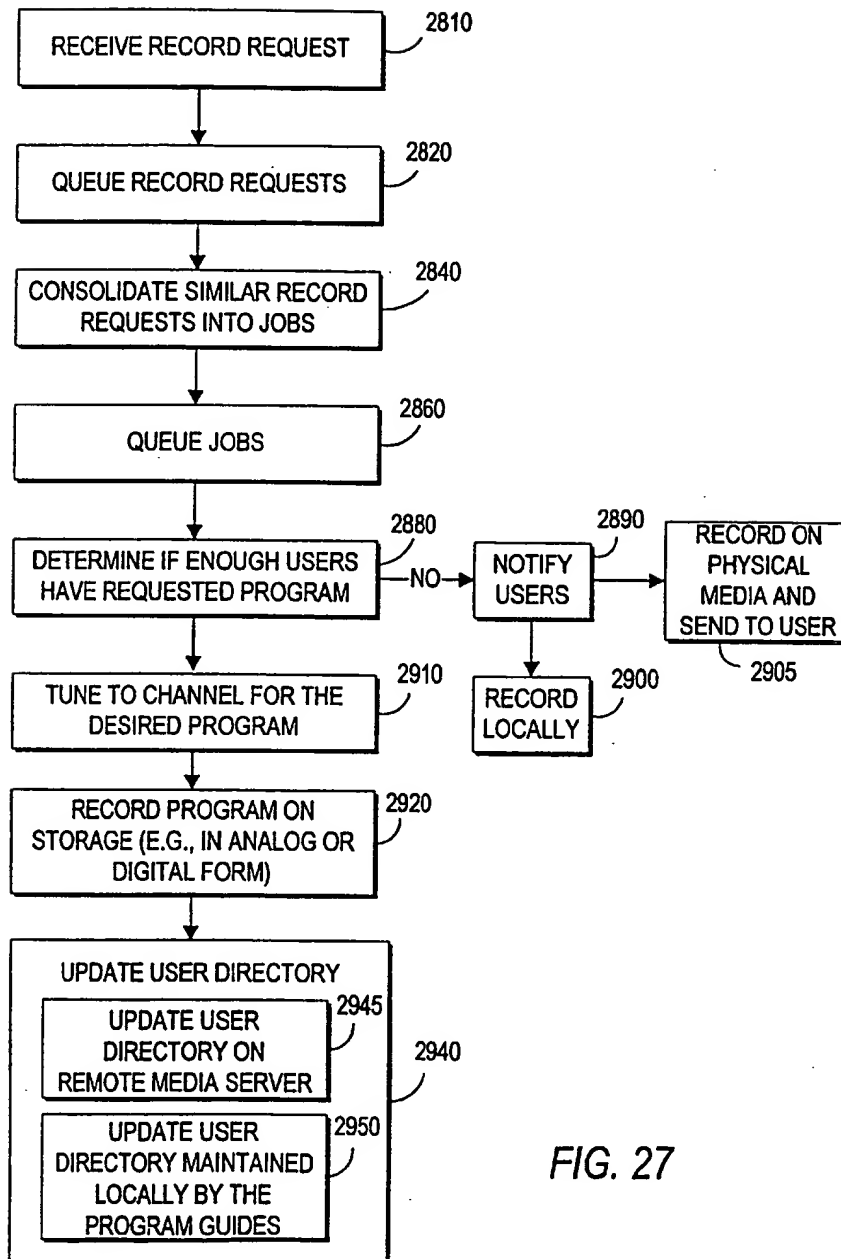 RECEIVE RECORD REQUEST
2810
QUEUE RECORD REQUESTS
2820
CONSOLIDATE SIMILAR RECORD
REQUESTS INTO JOBS
2840
QUEUE JOBS
2860
DETERMINE IF ENOUGH USERS
HAVE REQUESTED PROGRAM
2880
NO
NOTIFY
USERS
2890
RECORD ON
PHYSICAL
MEDIA AND
SEND TO USER
2905
RECORD
LOCALLY
2900
TUNE TO CHANNEL FOR THE
DESIRED PROGRAM
2910
RECORD PROGRAM ON
STORAGE (E.G., IN ANALOG OR
DIGITAL FORM)
2920
UPDATE USER DIRECTORY
2940
UPDATE USER
DIRECTORY ON
REMOTE MEDIA SERVER
2945
UPDATE USER
DIRECTORY MAINTAINED
LOCALLY BY THE
PROGRAM GUIDES
2950
FIG. 27